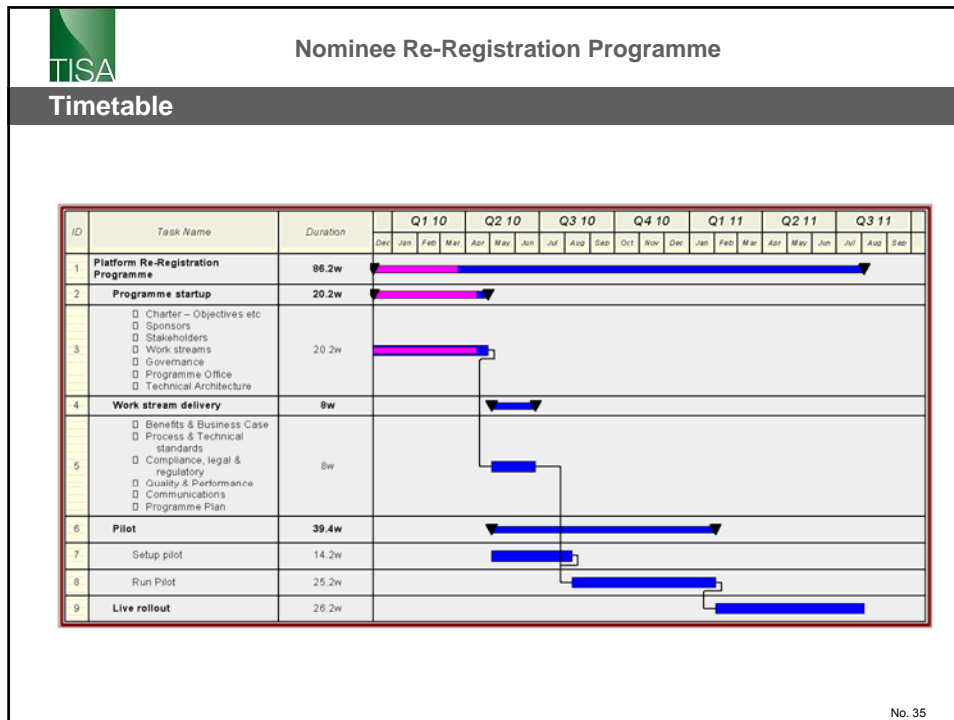 TISA
Nominee Re-Registration Programme
Timetable
ID Task Name Duration Q1 10 Q2 10 Q3 10 Q4 10 Q1 11 Q2 11 Q3 11
Dec Jan Feb Mar Apr May Jun Jul Aug Sep Oct Nov Dec Jan Feb Mar Apr May Jun Jul Aug Sep
1 Platform Re-Registration 86.2w
Programme
2 Programme startup 20.2w
Charter – Objectives etc
Sponsors
Stakeholders
3 Work streams 20.2w
Governance
Programme Office
Technical Architecture
4 Work stream delivery 8w
Benefits & Business Case
Process & Technical
standards
5 Compliance, legal & 8w
regulatory
Quality & Performance
Communications
Programme Plan
6 Pilot 39.4w
7 Setup pilot 14.2w
8 Run Pilot 25.2w
9 Live rollout 26.2w
No. 35